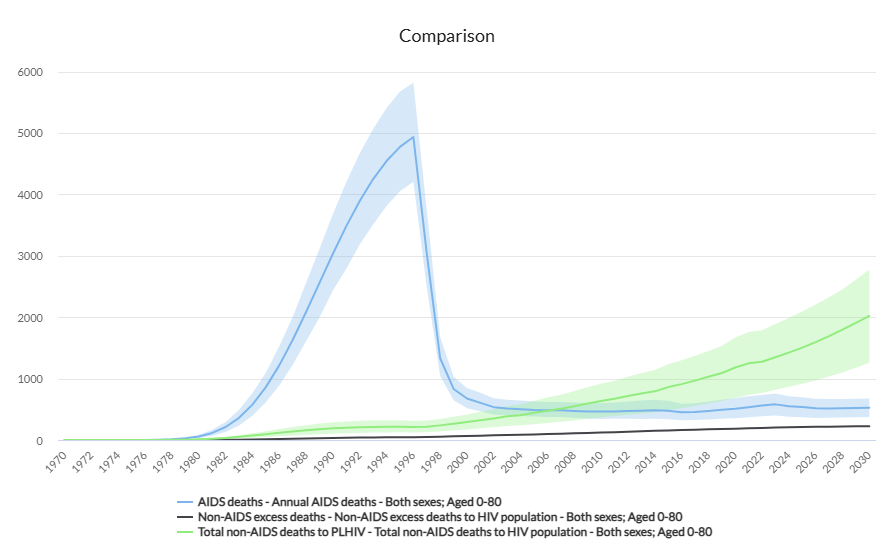 Comparison
6000
5000
4000
3000
2000
1000
0
1970 1972 1974 1976 1978 1980 1982 1984 1986 1988 1990 1992 1994 1996 1998 2000 2002 2004 2006 2008 2010 2012 2014 2016 2018 2020 2022 2024 2026 2028 2030
AIDS deaths - Annual AIDS deaths - Both sexes; Aged 0-80
Non-AIDS excess deaths - Non-AIDS excess deaths to HIV population - Both sexes; Aged 0-80
Total non-AIDS deaths to PLHIV - Total non-AIDS deaths to HIV population - Both sexes; Aged 0-80